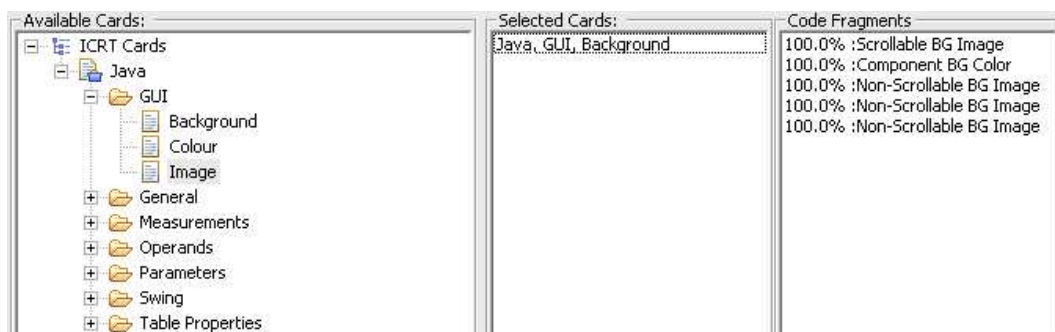 Available Cards:
ICRT Cards
Java
GUI
Background
Colour
Image
General
Measurements
Operands
Parameters
Swing
Table Properties
Selected Cards:
Java, GUI, Background
Code Fragments
100.0% :Scrollable BG Image
100.0% :Component BG Color
100.0% :Non-Scrollable BG Image
100.0% :Non-Scrollable BG Image
100.0% :Non-Scrollable BG Image